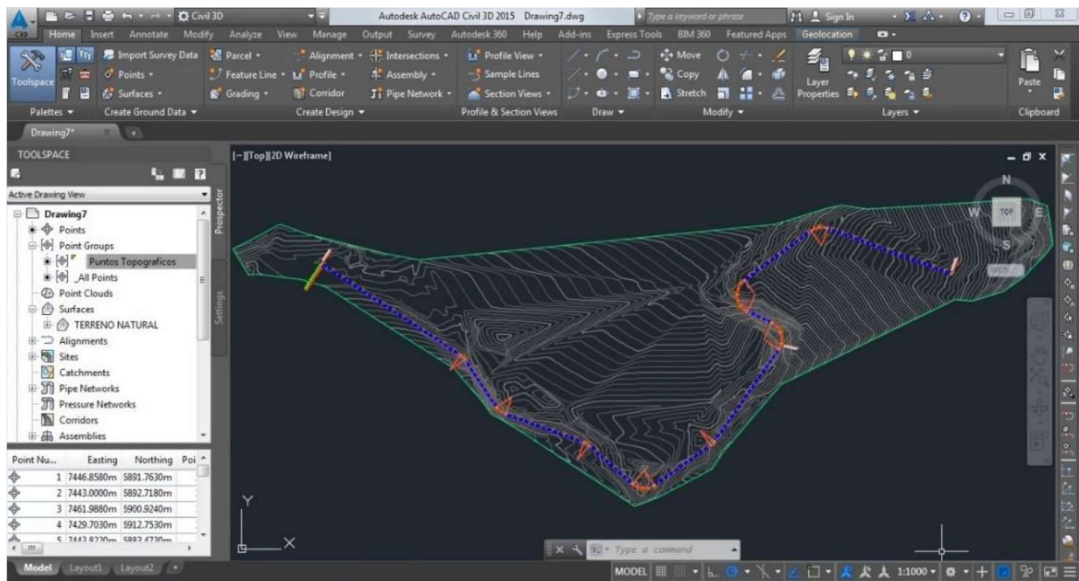 Civil 3D Autodesk AutoCAD Civil 3D 2015 Drawing7.dwg Type a keyword or phrase Sign In
Home Insert Annotate Modify Analyze View Manage Output Survey Autodesk 360 Help Add-ins Express Tools BIM 360 Featured Apps Geolocation
Import Survey Data Parcel Alignment Intersections Profile View Move 0
Toolspace Points Feature Line Profile Assembly Sample Lines Copy Layer Properties Paste
Surfaces Grading Corridor Pipe Network Section Views Stretch
Palettes Create Ground Data Create Design Profile & Section Views Draw Modify Layers Clipboard
Drawing7*
TOOLSPACE
[-][Top][2D Wireframe]
Active Drawing View
Prospector
Settings
Drawing7
Points
Point Groups
Puntos Topograficos
_All Points
Point Clouds
Surfaces
TERRENO NATURAL
Alignments
Sites
Catchments
Pipe Networks
Pressure Networks
Corridors
Assemblies
Point Nu... Easting Northing Poi
1 7446.8580m 5891.7630m
2 7443.0000m 5892.7180m
3 7461.9880m 5900.9240m
4 7429.7030m 5912.7530m
5 7443.8220m 5883.4730m
N
W TOP E
S
Y
X
Type a command
Model Layout1 Layout2 +
MODEL 1:1000